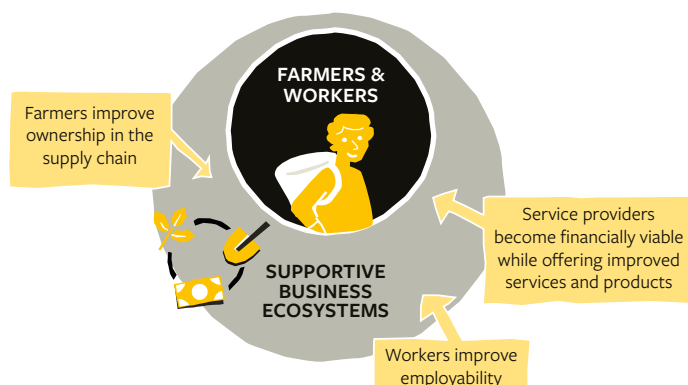 FARMERS &
WORKERS
Farmers improve
ownership in the
supply chain
Service providers
become financially viable
while offering improved
services and products
SUPPORTIVE
BUSINESS
ECOSYSTEMS
Workers improve
employability